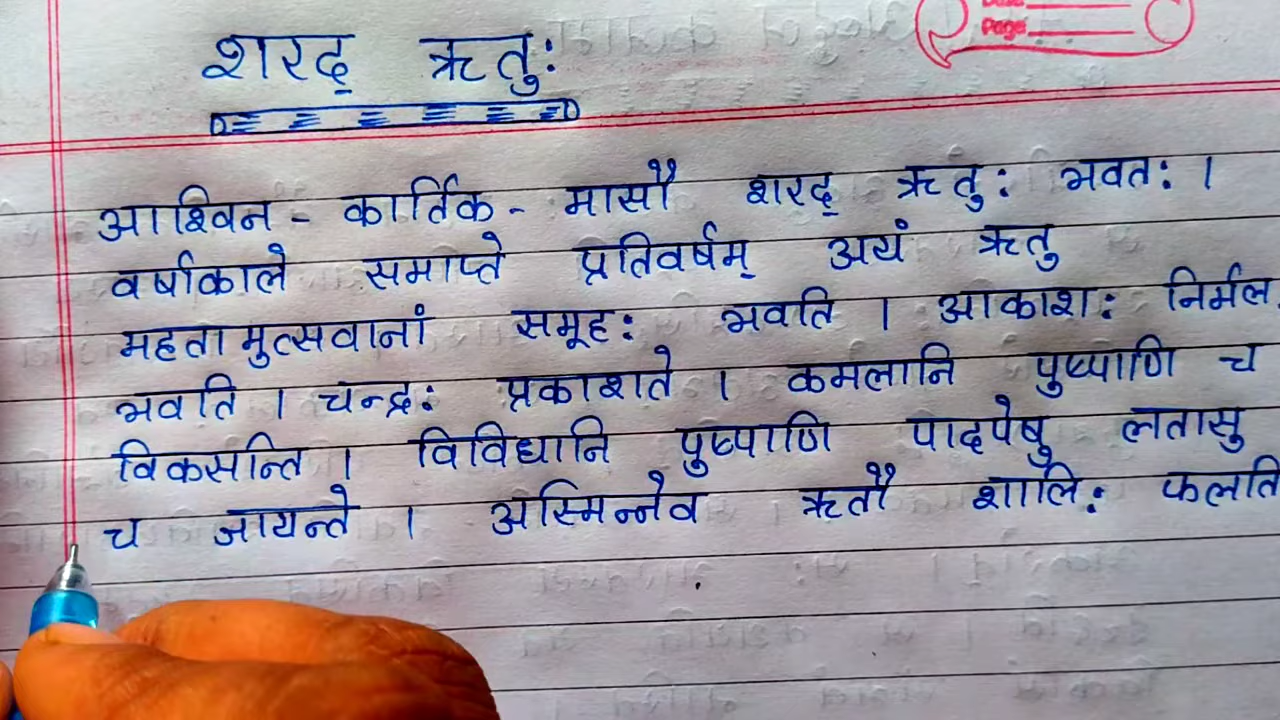 Page
शरद् ऋतु:
आश्विन - कार्तिक - मासौ शरद् ऋतु: भवत: ।
वर्षाकाले समाप्ते प्रतिवर्षम् अयं ऋतु
महतामुत्सवानां समूह: भवति । आकाश: निर्मल
भवति । चन्द्र: प्रकाशते । कमलानि पुष्पाणि च
विकसन्ति । विविधानि पुष्पाणि पादपेषु लतासु
च जायन्ते । अस्मिन्नेव ऋतौ शालि: फलति